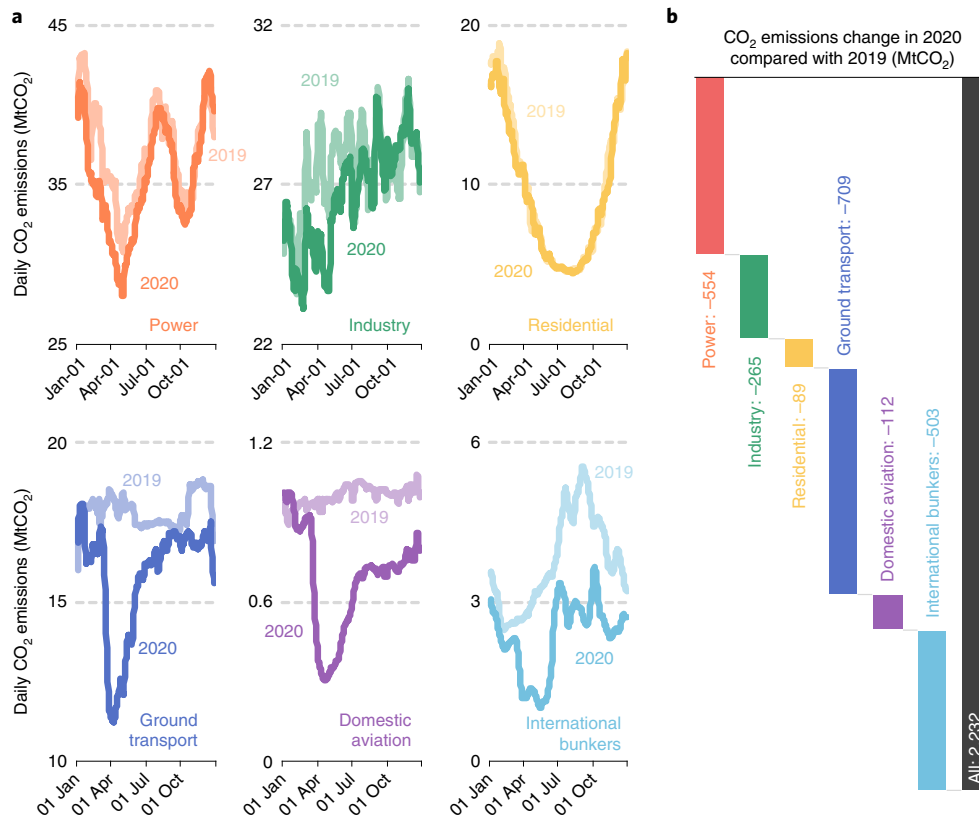 a
Daily CO₂ emissions (MtCO₂)
45
35
25
2019
2020
Power
Jan-01
Apr-01
Jul-01
Oct-01
32
27
22
2019
2020
Industry
Jan-01
Apr-01
Jul-01
Oct-01
20
10
0
2019
2020
Residential
Jan-01
Apr-01
Jul-01
Oct-01
Daily CO₂ emissions (MtCO₂)
20
15
10
2019
2020
Ground
transport
01 Jan
01 Apr
01 Jul
01 Oct
1.2
0.6
0
2019
2020
Domestic
aviation
01 Jan
01 Apr
01 Jul
01 Oct
6
3
0
2019
2020
International
bunkers
01 Jan
01 Apr
01 Jul
01 Oct
b
CO₂ emissions change in 2020
compared with 2019 (MtCO₂)
Power: –554
Industry: –265
Residential: –89
Ground transport: –709
Domestic aviation: –112
International bunkers: –503
All: 2,232